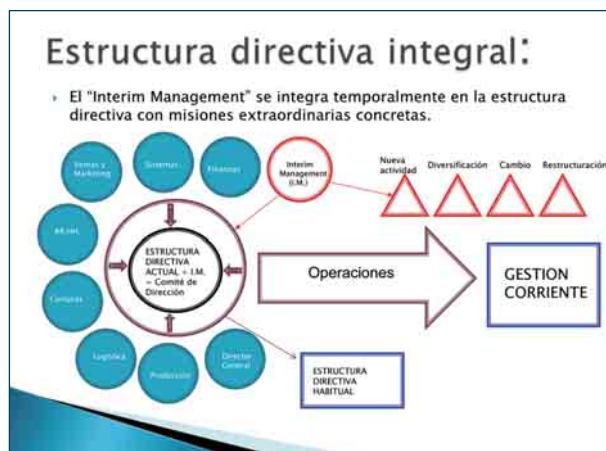 Estructura directiva integral:
El “Interim Management” se integra temporalmente en la estructura
directiva con misiones extraordinarias concretas.
Ventas y
Marketing
Sistemas
Finanzas
Interim
Management
(I.M.)
Nueva
actividad
Diversificación
Cambio
Restructuración
RR.HH.
ESTRUCTURA
DIRECTIVA
ACTUAL + I.M.
= Comité de
Dirección
Operaciones
GESTION
CORRIENTE
Compras
Logística
Producción
Director
General
ESTRUCTURA
DIRECTIVA
HABITUAL